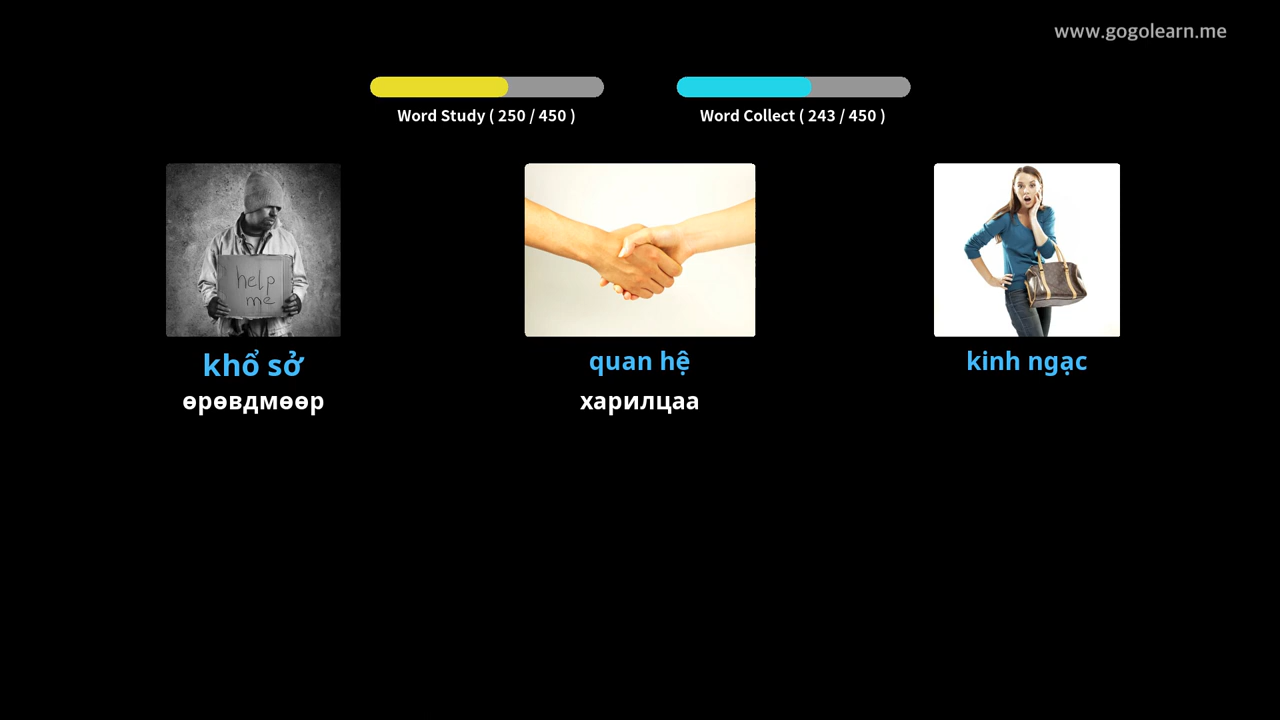 www.gogolearn.me
Word Study ( 250 / 450 )
Word Collect ( 243 / 450 )
help
me
khổ sở
quan hệ
kinh ngạc
өрөвдмөөр
харилцаа